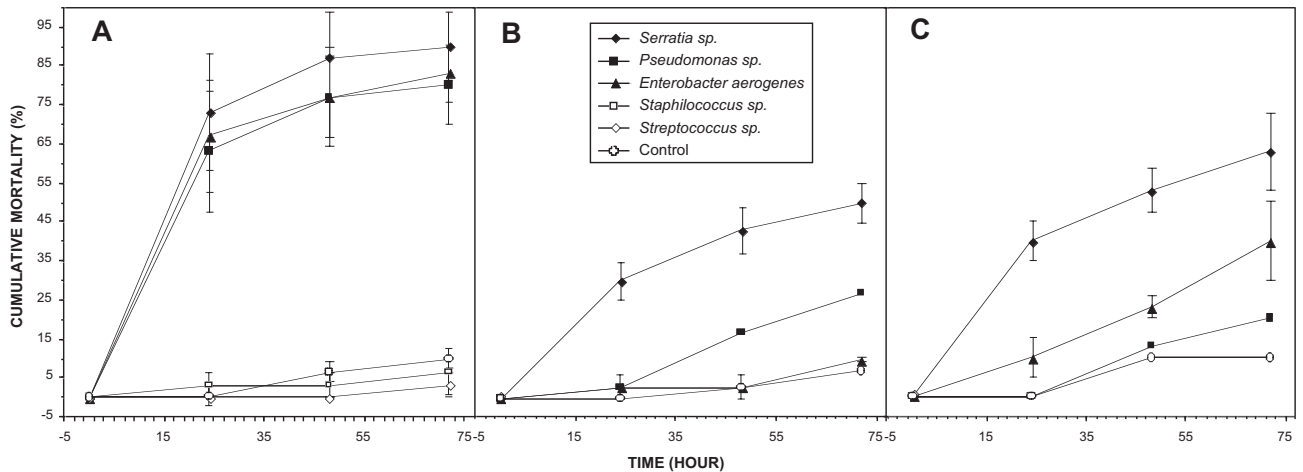 A
B
C
Serratia sp.
Pseudomonas sp.
Enterobacter aerogenes
Staphilococcus sp.
Streptococcus sp.
Control
CUMULATIVE MORTALITY (%)
95
85
75
65
55
45
35
25
15
5
-5
-5 15 35 55 75 -5 15 35 55 75 -5 15 35 55 75
TIME (HOUR)